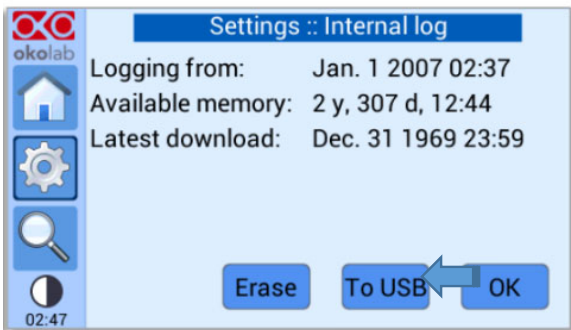 Settings :: Internal log
okolab
Logging from: Jan. 1 2007 02:37
Available memory: 2 y, 307 d, 12:44
Latest download: Dec. 31 1969 23:59
Erase To USB OK
02:47